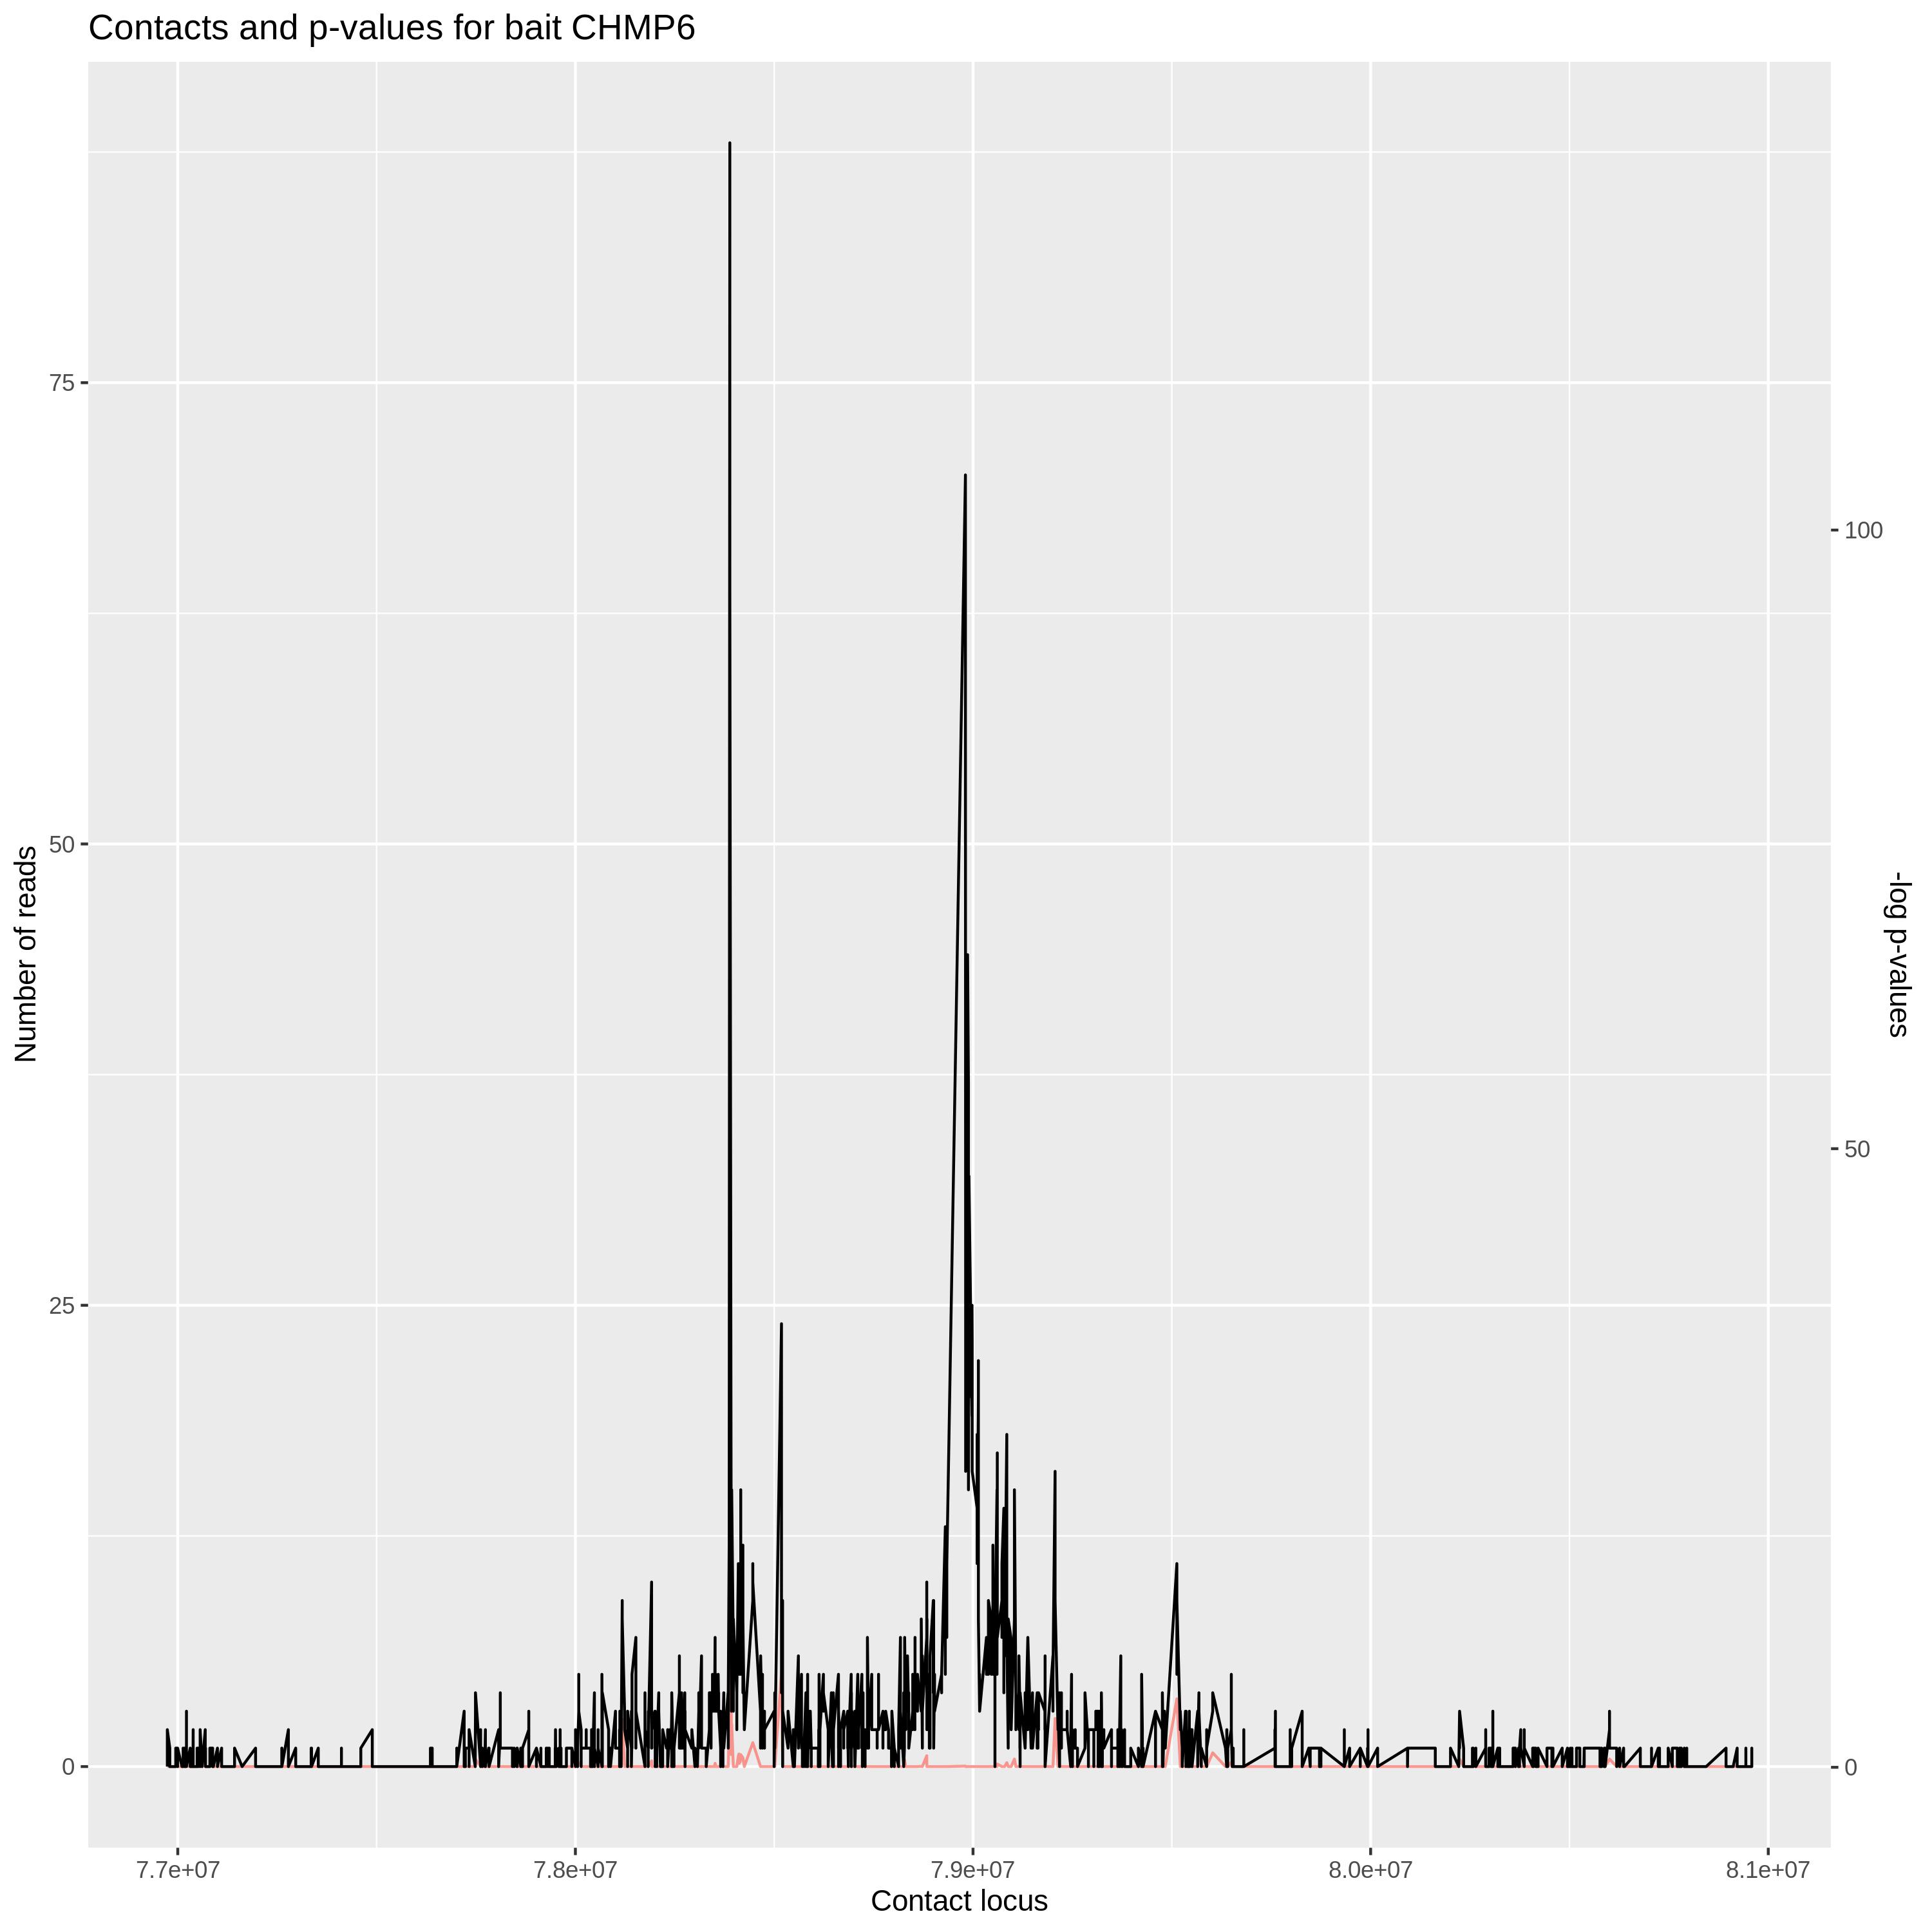 Contacts and p-values for bait CHMP6
75
50
25
0
Number of reads
100
50
0
-log p-values
7.7e+07 7.8e+07 7.9e+07 8.0e+07 8.1e+07
Contact locus